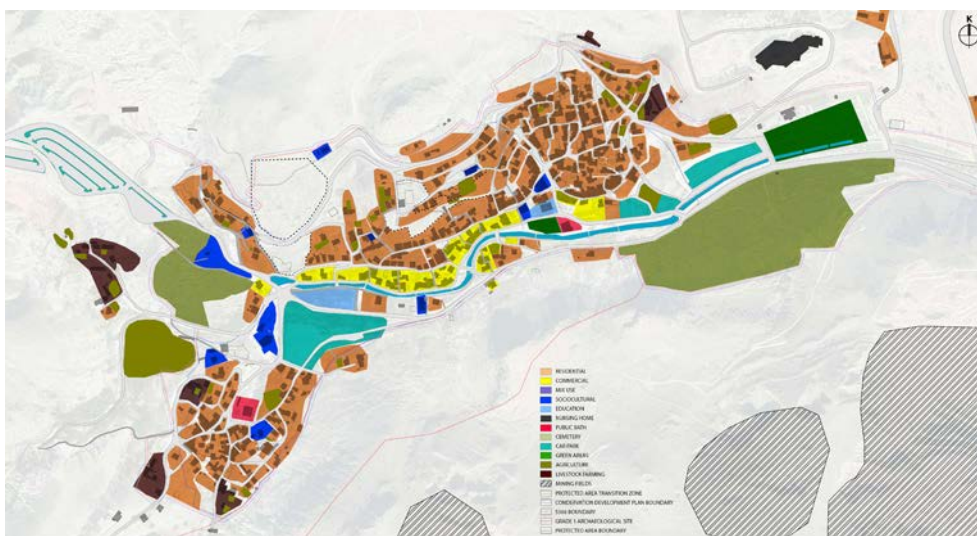 K
RESIDENTIAL
COMMERCIAL
MIX USE
SOCIOCULTURAL
EDUCATION
NURSING HOME
PUBLIC BATH
CEMETERY
CAR PARK
GREEN AREAS
AGRICULTURE
LIVESTOCK FARMING
MINING FIELDS
PROTECTED AREA TRANSITION ZONE
CONSERVATION DEVELOPMENT PLAN BOUNDARY
BOUNDARY
GRADE 1 ARCHAEOLOGICAL SITE
PROTECTED AREA BOUNDARY